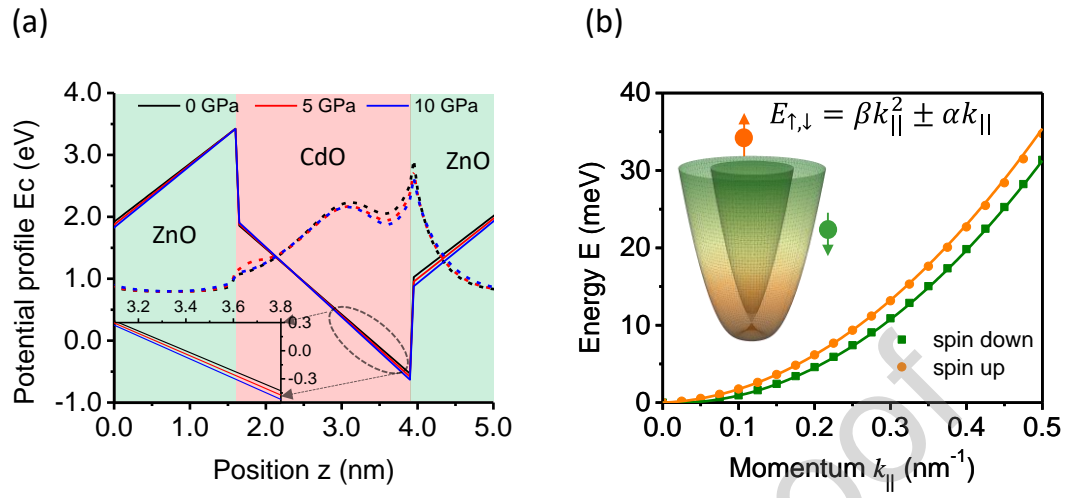 (a)
4.0
3.0
2.0
1.0
0.0
-1.0
Potential profile Ec (eV)
0 GPa 5 GPa 10 GPa
ZnO
CdO
ZnO
3.2 3.4 3.6 3.8
0.3
0.0
-0.3
0.0 1.0 2.0 3.0 4.0 5.0
Position z (nm)
(b)
40
30
20
10
0
Energy E (meV)
E↑,↓ = βk||² ± αk||
spin down
spin up
0.0 0.1 0.2 0.3 0.4 0.5
Momentum k|| (nm⁻¹)
oof